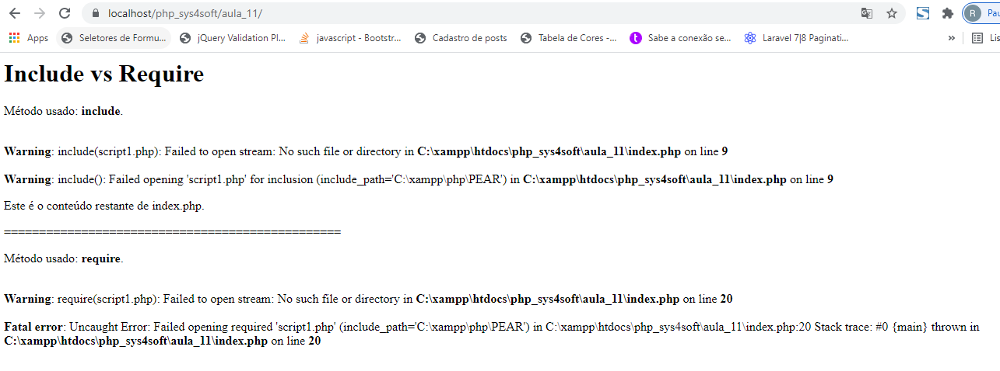 localhost/php_sys4soft/aula_11/
R
Pau
Apps
Seletores de Formu...
jQuery Validation Pl...
javascript - Bootstr...
Cadastro de posts
Tabela de Cores -...
t
Sabe a conexão se...
Laravel 7|8 Paginati...
»
Lis
Include vs Require
Método usado: include.
Warning: include(script1.php): Failed to open stream: No such file or directory in C:\xampp\htdocs\php_sys4soft\aula_11\index.php on line 9
Warning: include(): Failed opening 'script1.php' for inclusion (include_path='C:\xampp\php\PEAR') in C:\xampp\htdocs\php_sys4soft\aula_11\index.php on line 9
Este é o conteúdo restante de index.php.
================================================
Método usado: require.
Warning: require(script1.php): Failed to open stream: No such file or directory in C:\xampp\htdocs\php_sys4soft\aula_11\index.php on line 20
Fatal error: Uncaught Error: Failed opening required 'script1.php' (include_path='C:\xampp\php\PEAR') in C:\xampp\htdocs\php_sys4soft\aula_11\index.php:20 Stack trace: #0 {main} thrown in
C:\xampp\htdocs\php_sys4soft\aula_11\index.php on line 20